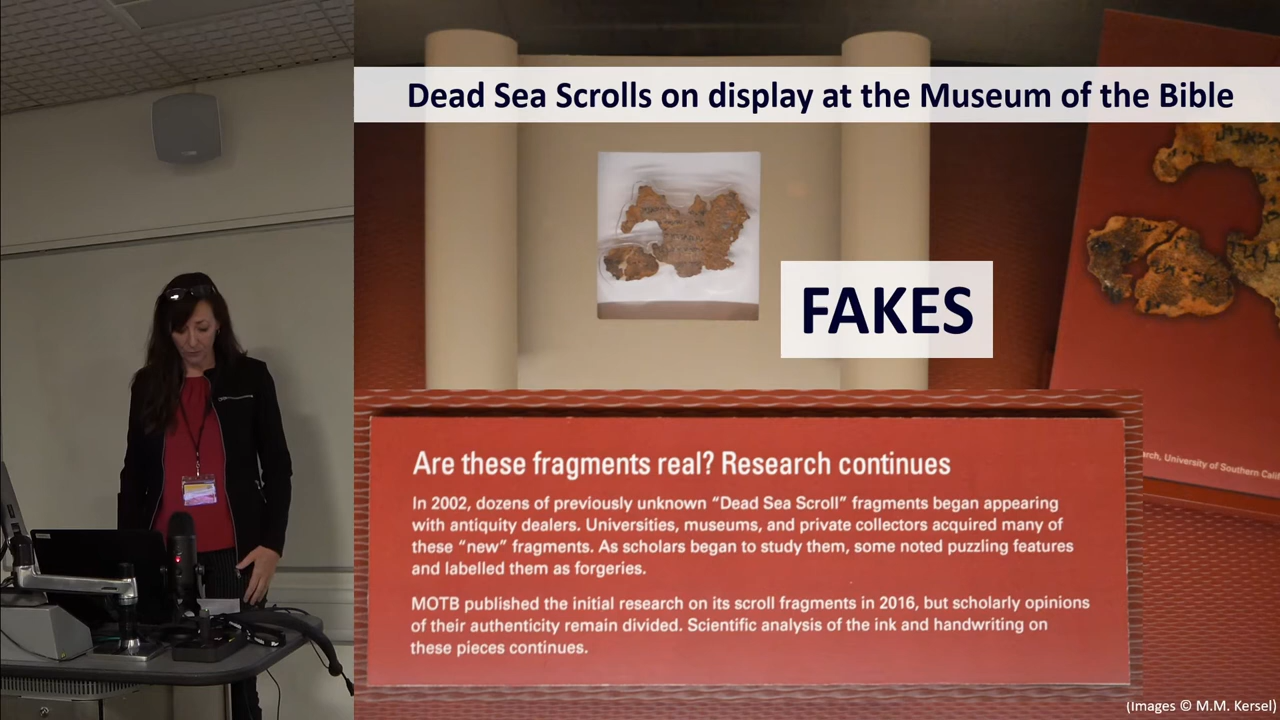 Dead Sea Scrolls on display at the Museum of the Bible
FAKES
Are these fragments real? Research continues
In 2002, dozens of previously unknown “Dead Sea Scroll” fragments began appearing
with antiquity dealers. Universities, museums, and private collectors acquired many of
these “new” fragments. As scholars began to study them, some noted puzzling features
and labelled them as forgeries.
MOTB published the initial research on its scroll fragments in 2016, but scholarly opinions
of their authenticity remain divided. Scientific analysis of the ink and handwriting on
these pieces continues.
University of Southern
(Images © M.M. Kersel)